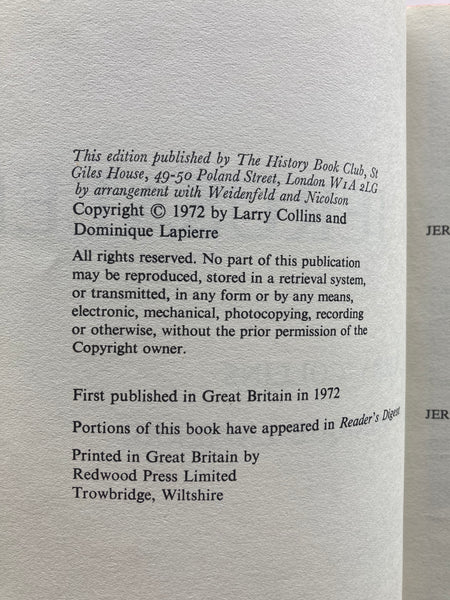 This edition published by The History Book Club, St
Giles House, 49-50 Poland Street, London W1A 2LG
by arrangement with Weidenfeld and Nicolson
Copyright © 1972 by Larry Collins and
Dominique Lapierre
All rights reserved. No part of this publication
may be reproduced, stored in a retrieval system,
or transmitted, in any form or by any means,
electronic, mechanical, photocopying, recording
or otherwise, without the prior permission of the
Copyright owner.
First published in Great Britain in 1972
Portions of this book have appeared in Reader's Digest
Printed in Great Britain by
Redwood Press Limited
Trowbridge, Wiltshire
JER
JER